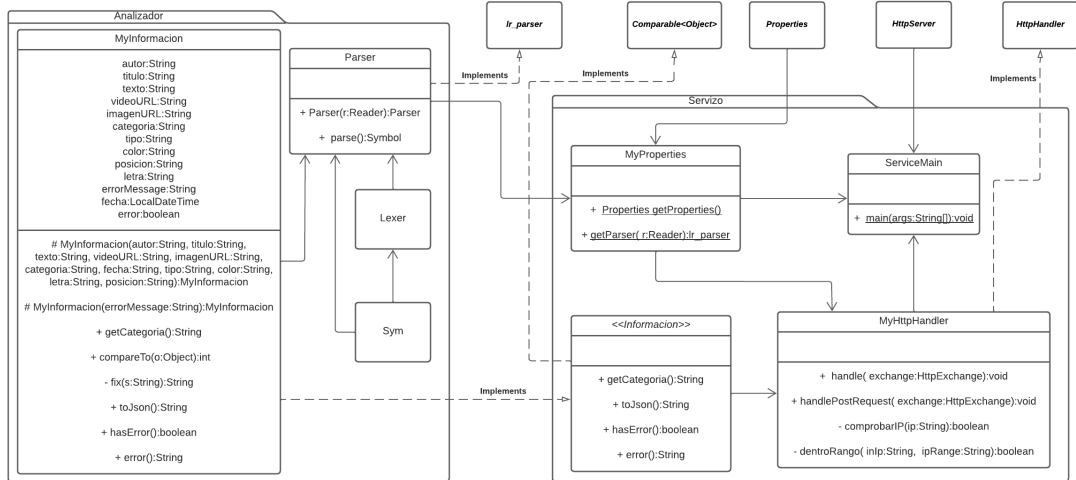 Analizador
MyInformacion
autor:String
titulo:String
texto:String
videoURL:String
imagenURL:String
categoria:String
tipo:String
color:String
posicion:String
letra:String
errorMessage:String
fecha:LocalDateTime
error:boolean
# MyInformacion(autor:String, titulo:String,
texto:String, videoURL:String, imagenURL:String,
categoria:String, fecha:String, tipo:String, color:String,
letra:String, posicion:String):MyInformacion
# MyInformacion(errorMessage:String):MyInformacion
+ getCategoria():String
+ compareTo(o:Object):int
- fix(s:String):String
+ toJson():String
+ hasError():boolean
+ error():String
Parser
+ Parser(r:Reader):Parser
+ parse():Symbol
Lexer
Sym
lr_parser
Comparable<Object>
Properties
HttpServer
HttpHandler
Implements
Implements
Implements
Implements
Servizo
MyProperties
+ Properties getProperties()
+ getParser( r:Reader):lr_parser
ServiceMain
+ main(args:String[]):void
<<Informacion>>
+ getCategoria():String
+ toJson():String
+ hasError():boolean
+ error():String
MyHttpHandler
+ handle( exchange:HttpExchange):void
+ handlePostRequest( exchange:HttpExchange):void
- comprobarIP(ip:String):boolean
- dentroRango( inIp:String, ipRange:String):boolean